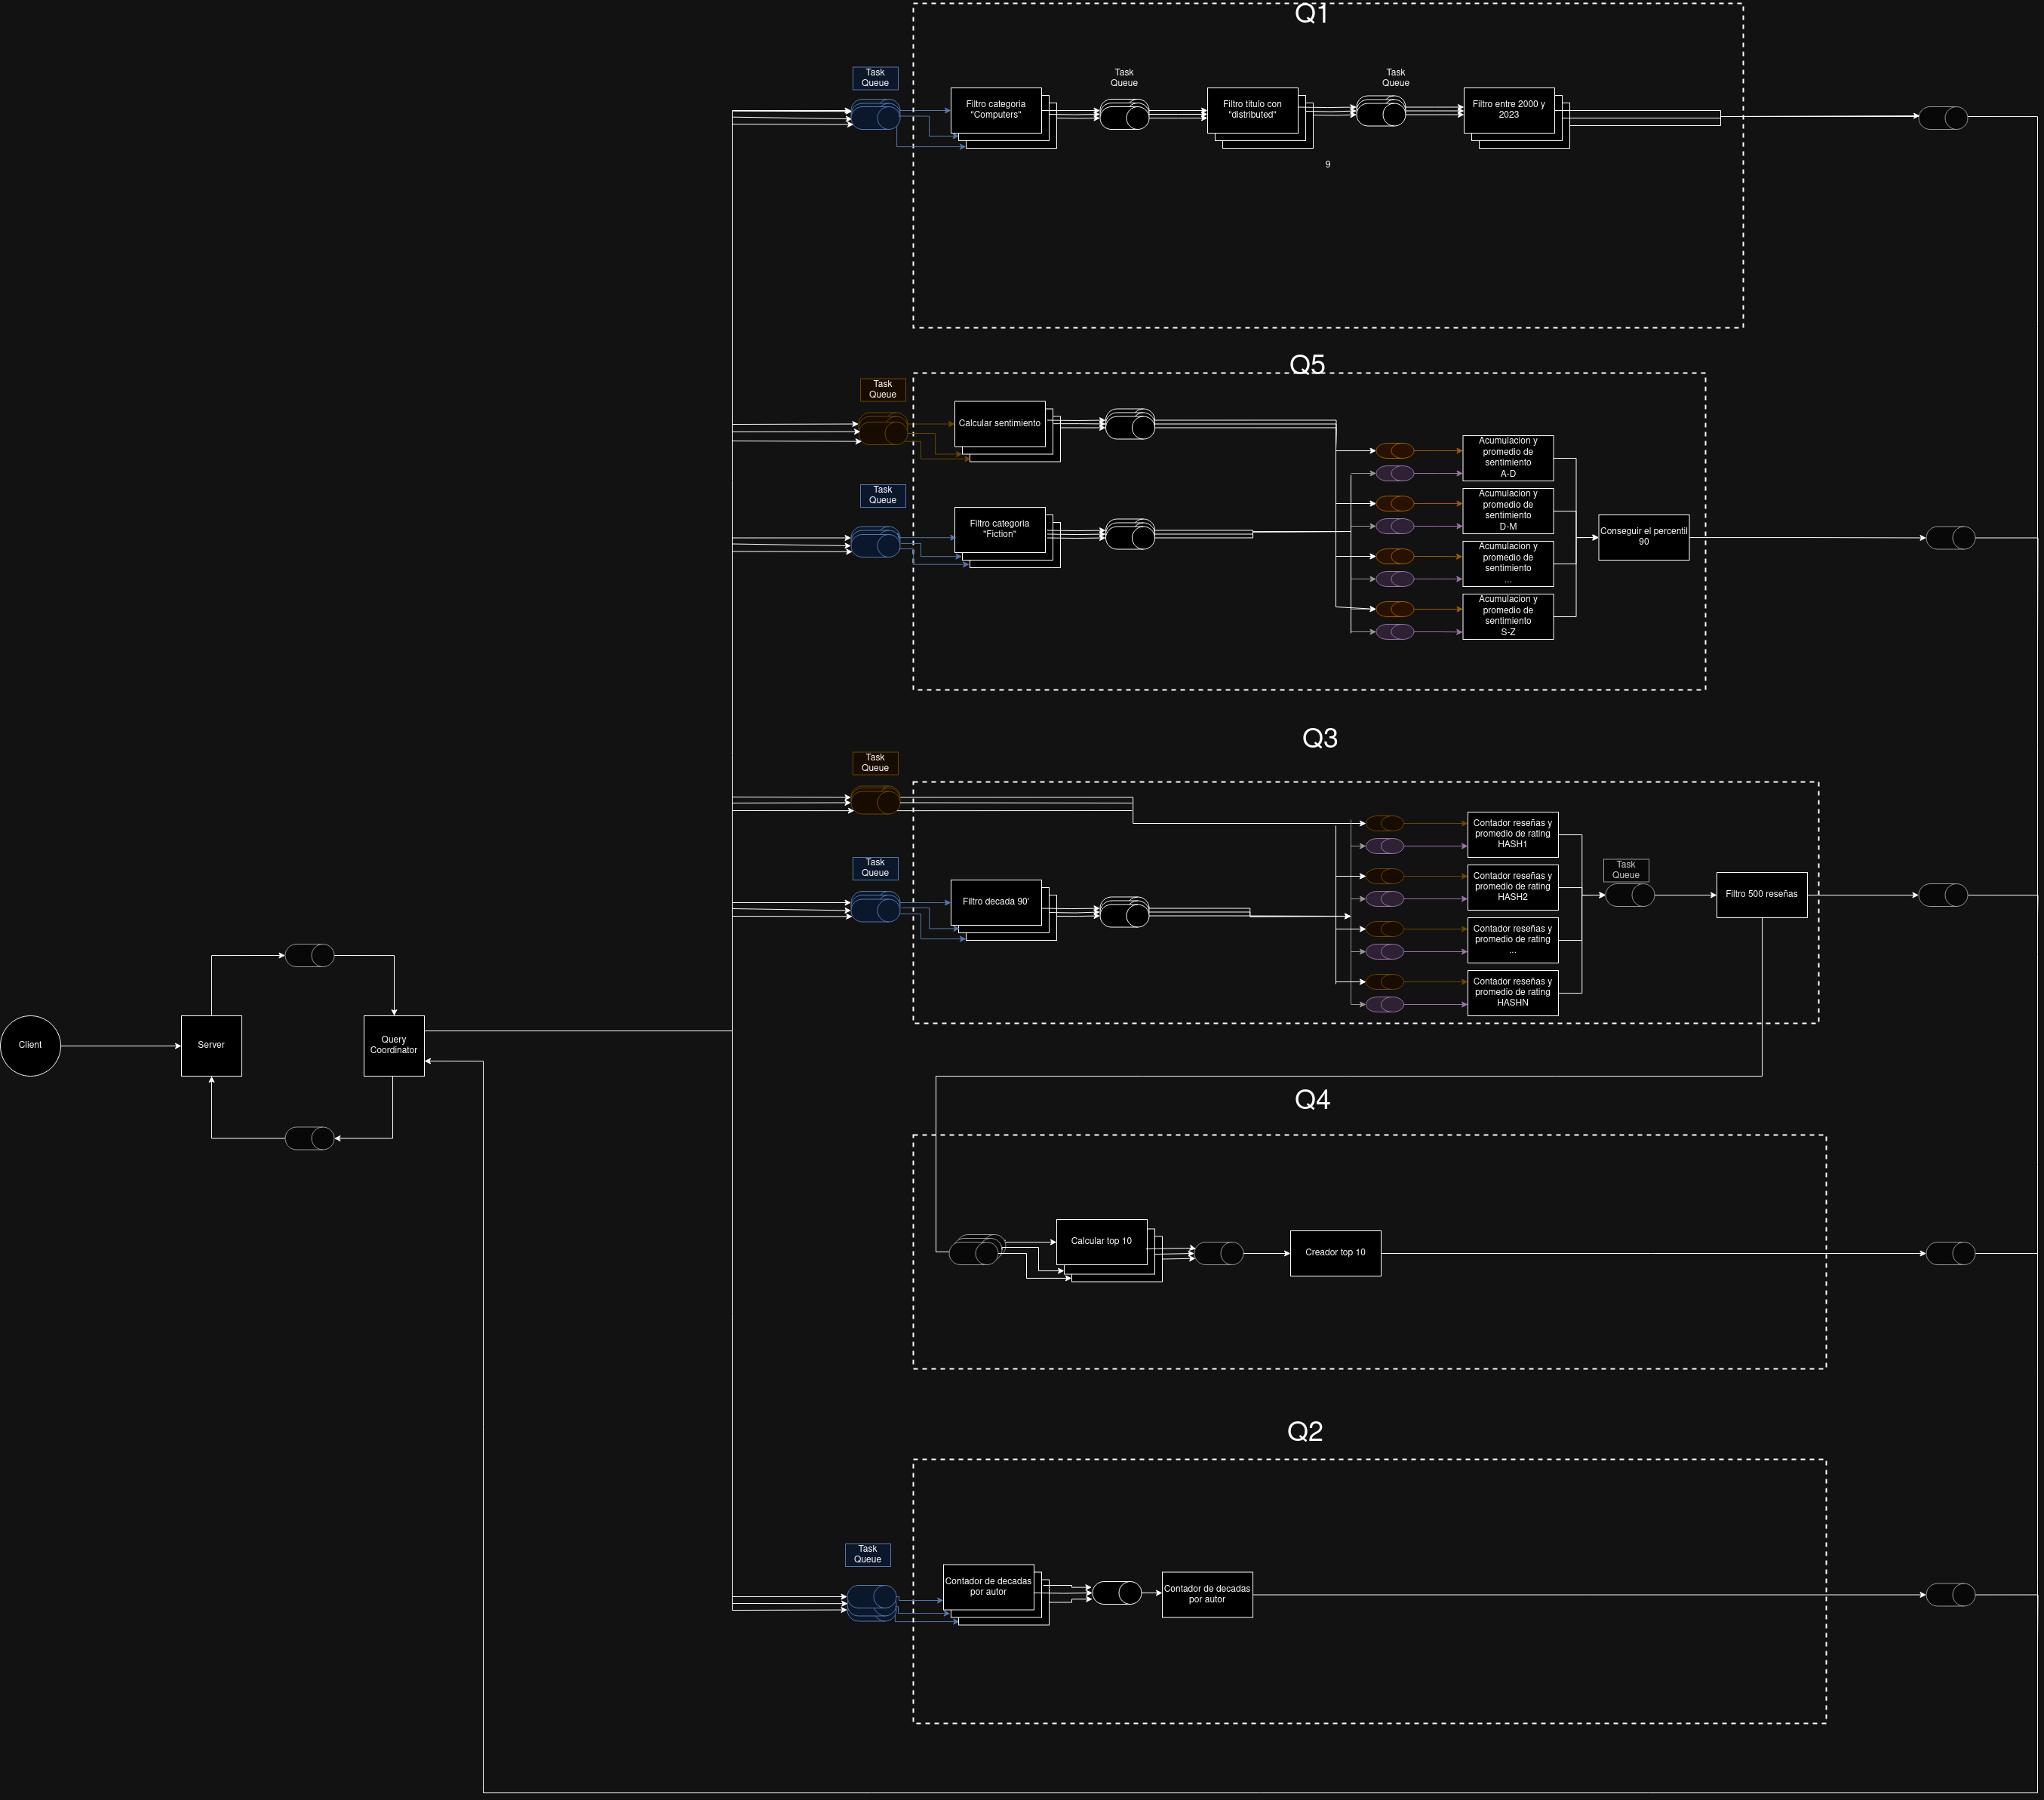 Q1
Task
Queue
Task
Queue
Task
Queue
Filtro categoria
"Computers"
Filtro titulo con
"distributed"
Filtro entre 2000 y
2023
9
Q5
Task
Queue
Calcular sentimiento
Acumulacion y
promedio de
sentimiento
A-D
Task
Queue
Filtro categoria
"Fiction"
Acumulacion y
promedio de
sentimiento
D-M
Conseguir el percentil
90
Acumulacion y
promedio de
sentimiento
...
Acumulacion y
promedio de
sentimiento
S-Z
Q3
Task
Queue
Contador reseñas y
promedio de rating
HASH1
Task
Queue
Task
Queue
Filtro decada 90'
Contador reseñas y
promedio de rating
HASH2
Filtro 500 reseñas
Contador reseñas y
promedio de rating
...
Contador reseñas y
promedio de rating
HASHN
Client
Server
Query
Coordinator
Q4
Calcular top 10
Creador top 10
Q2
Task
Queue
Contador de decadas
por autor
Contador de decadas
por autor